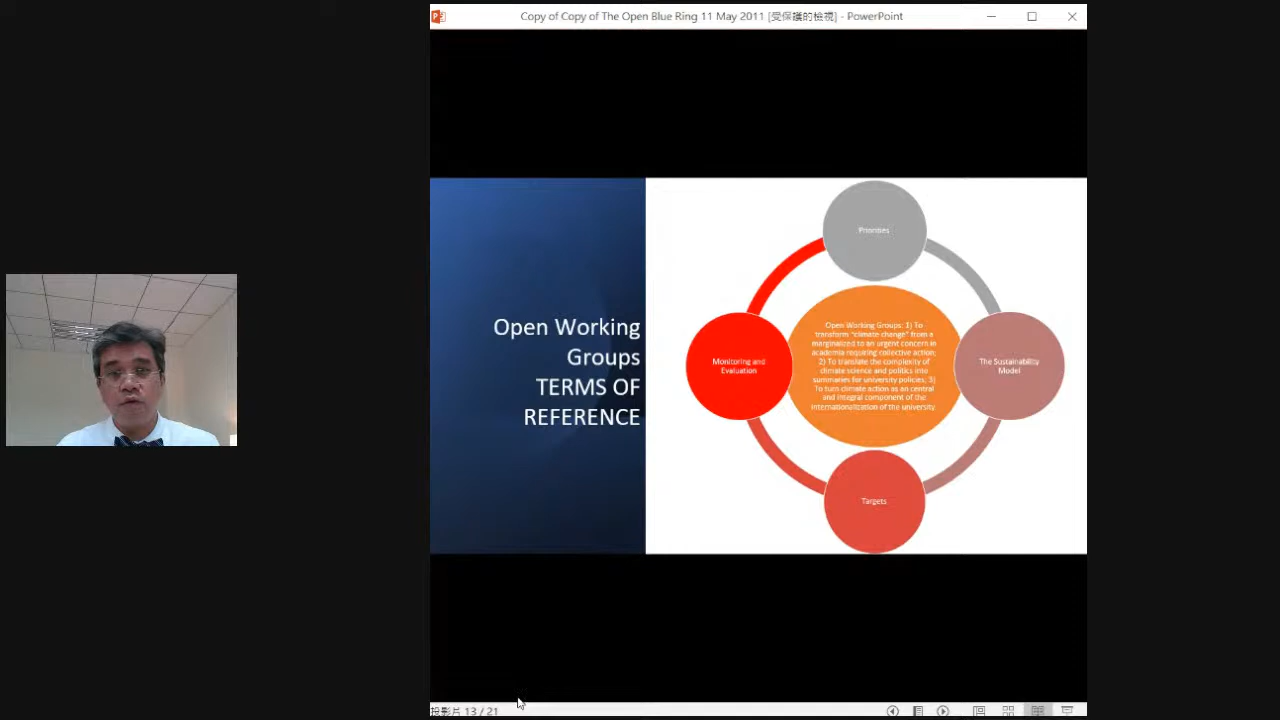 Copy of Copy of The Open Blue Ring 11 May 2011 [受保護的檢視] - PowerPoint
Open Working
Groups
TERMS OF
REFERENCE
Priorities
Open Working Groups: 1) To
transform "climate change" from a
marginalized to an urgent concern in
academia requiring collective action;
2) To translate the complexity of
climate science and politics into
summaries for university policies; 3)
To turn climate action as an central
and integral component of the
internationalization of the university
Monitoring and
Evaluation
The Sustainability
Model
Targets
投影片 13 / 21